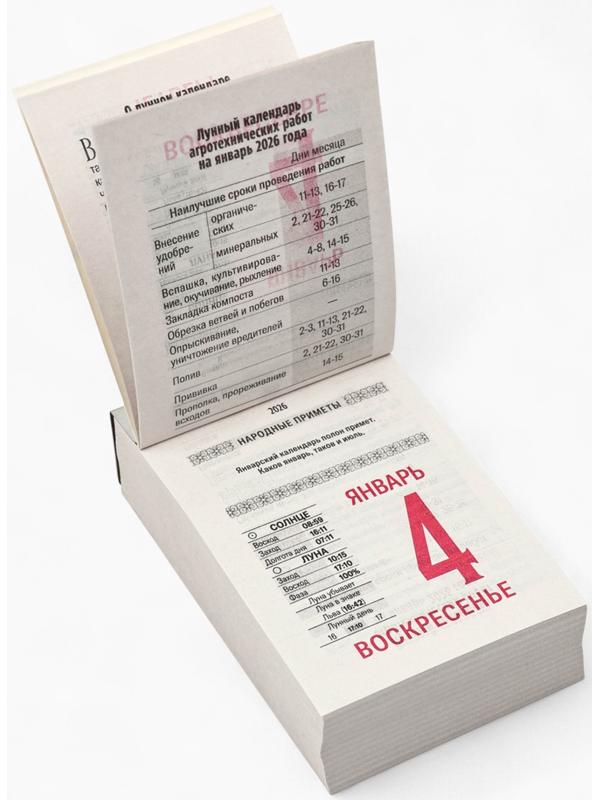 О лунном календаре
Лунный календарь
агротехнических работ
на январь 2026 года
Наилучшие сроки проведения работ
Дни месяца
Внесение удобре-ний
органиче-ских
11-13, 16-17
минеральных
2, 21-22, 25-26, 30-31
Вспашка, культивирова-
ние, окучивание, рыхление
4-8, 14-15
Закладка компоста
11-13
Обрезка ветвей и побегов
6-16
Опрыскивание,
уничтожение вредителей
—
Полив
2-3, 11-13, 21-22, 30-31
Прививка
2, 21-22, 30-31
Прополка, прореживание
всходов
14-15
2026
НАРОДНЫЕ ПРИМЕТЫ
Январский календарь полон примет.
Каков январь, таков и июль.
ЯНВАРЬ
4
ВОСКРЕСЕНЬЕ
СОЛНЦЕ
Восход 08:59
Заход 16:11
Долгота дня 07:11
ЛУНА
Заход 10:15
Восход 17:10
Фаза 100%
Луна убывает
Луна в знаке
Льва (16:42)
Лунный день
16 17:10 17